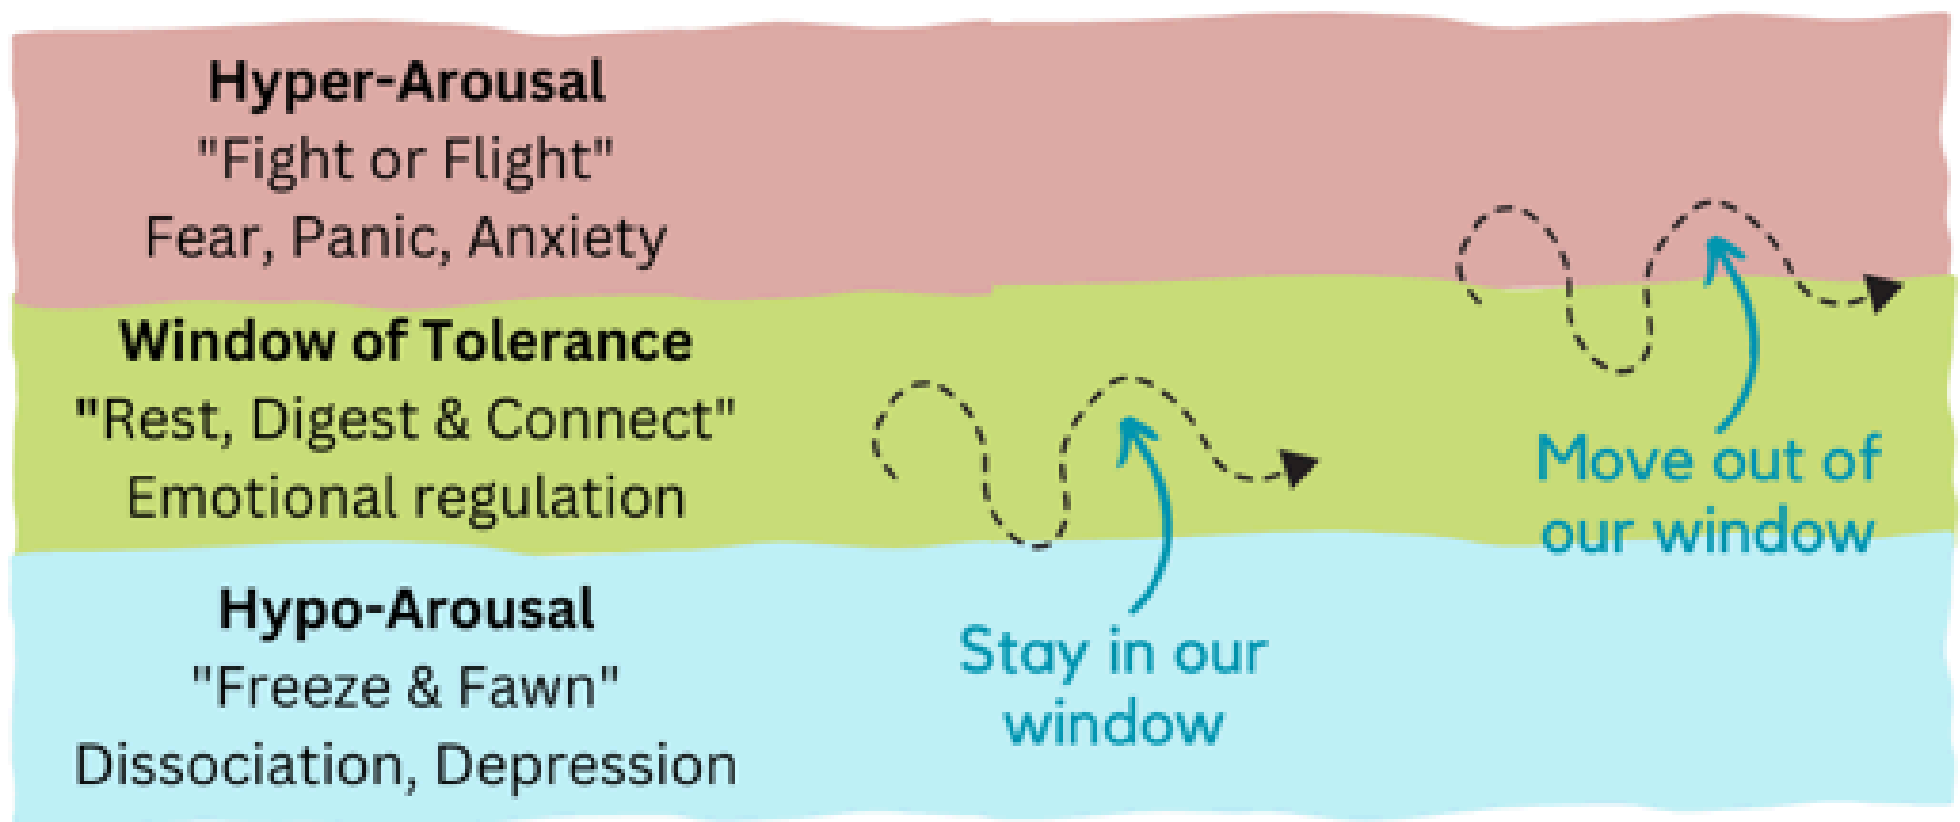 Hyper-Arousal
"Fight or Flight"
Fear, Panic, Anxiety
Window of Tolerance
"Rest, Digest & Connect"
Emotional regulation
Hypo-Arousal
"Freeze & Fawn"
Dissociation, Depression
Stay in our
window
Move out of
our window